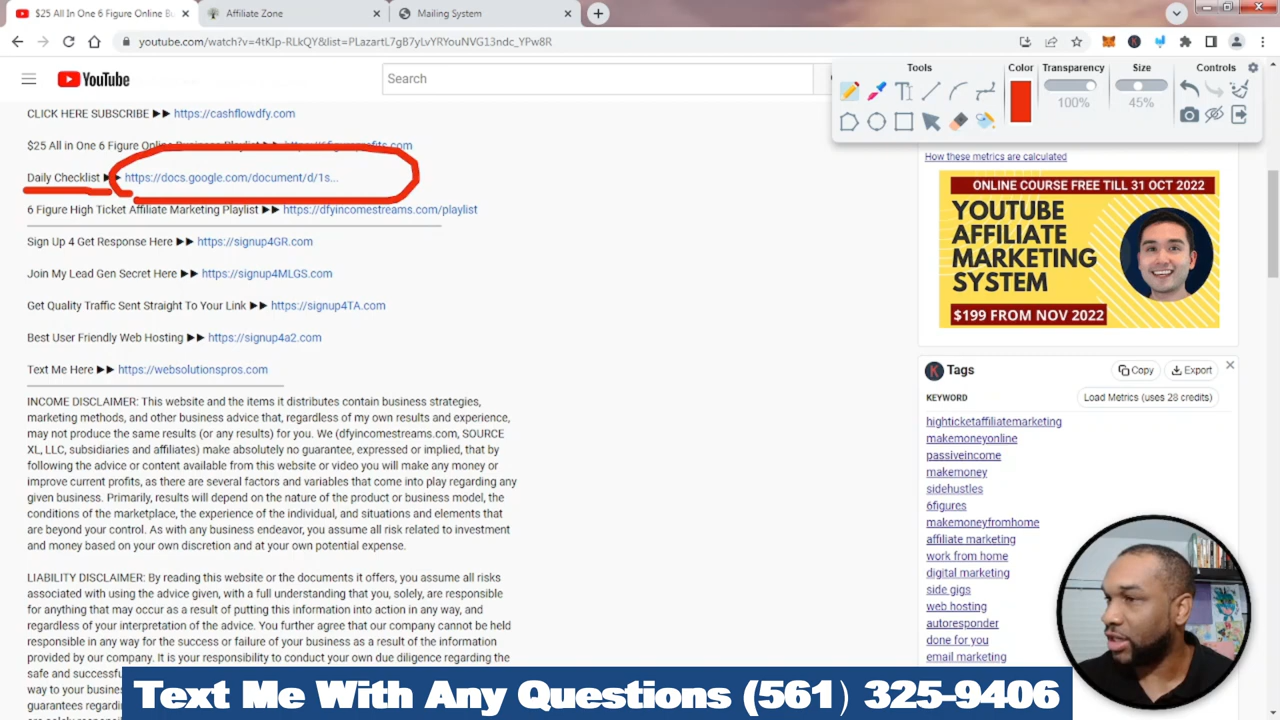 $25 All In One 6 Figure Online Bu
Affiliate Zone
Mailing System
youtube.com/watch?v=4tKIp-RLkQY&list=PLazartL7gB7yLvYRYouNVG13ndc_YPw8R
YouTube
Search
Tools
Color
Transparency
Size
Controls
100%
45%
CLICK HERE SUBSCRIBE ►► https://cashflowdfy.com
$25 All in One 6 Figure Online Business Playlist ►► https://6figureprofits.com
Daily Checklist ►► https://docs.google.com/document/d/1s...
6 Figure High Ticket Affiliate Marketing Playlist ►► https://dfyincomestreams.com/playlist
Sign Up 4 Get Response Here ►► https://signup4GR.com
Join My Lead Gen Secret Here ►► https://signup4MLGS.com
Get Quality Traffic Sent Straight To Your Link ►► https://signup4TA.com
Best User Friendly Web Hosting ►► https://signup4a2.com
Text Me Here ►► https://websolutionspros.com
INCOME DISCLAIMER: This website and the items it distributes contain business strategies,
marketing methods, and other business advice that, regardless of my own results and experience,
may not produce the same results (or any results) for you. We (dfyincomestreams.com, SOURCE
XL, LLC, subsidiaries and affiliates) make absolutely no guarantee, expressed or implied, that by
following the advice or content available from this website or video you will make any money or
improve current profits, as there are several factors and variables that come into play regarding any
given business. Primarily, results will depend on the nature of the product or business model, the
conditions of the marketplace, the experience of the individual, and situations and elements that
are beyond your control. As with any business endeavor, you assume all risk related to investment
and money based on your own discretion and at your own potential expense.
LIABILITY DISCLAIMER: By reading this website or the documents it offers, you assume all risks
associated with using the advice given, with a full understanding that you, solely, are responsible
for anything that may occur as a result of putting this information into action in any way, and
regardless of your interpretation of the advice. You further agree that our company cannot be held
responsible in any way for the success or failure of your business as a result of the information
provided by our company. It is your responsibility to conduct your own due diligence regarding the
safe and successfu
way to your busine
guarantees regardi
How these metrics are calculated
ONLINE COURSE FREE TILL 31 OCT 2022
YOUTUBE
AFFILIATE
MARKETING
SYSTEM
$199 FROM NOV 2022
K Tags
Copy
Export
KEYWORD
Load Metrics (uses 28 credits)
highticketaffiliatemarketing
makemoneyonline
passiveincome
makemoney
sidehustles
6figures
makemoneyfromhome
affiliate marketing
work from home
digital marketing
side gigs
web hosting
autoresponder
done for you
email marketing
Text Me With Any Questions (561) 325-9406